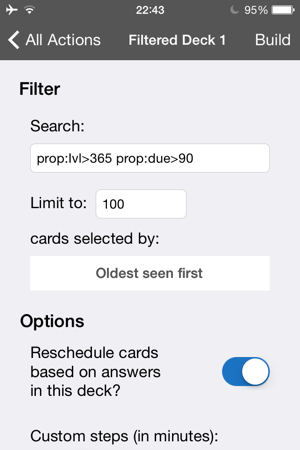 22:43 95%
All Actions Filtered Deck 1 Build
Filter
Search:
prop:lvl>365 prop:due>90
Limit to: 100
cards selected by:
Oldest seen first
Options
Reschedule cards
based on answers
in this deck?
Custom steps (in minutes):